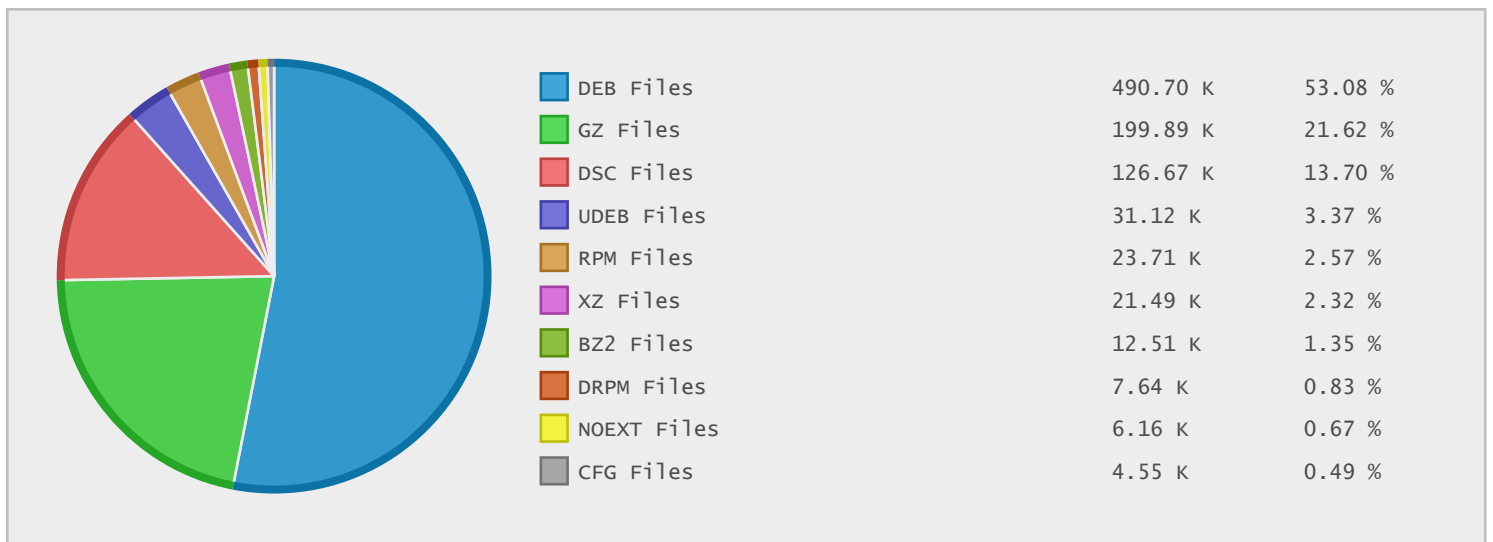 DEB Files 490.70 K 53.08 %
GZ Files 199.89 K 21.62 %
DSC Files 126.67 K 13.70 %
UDEB Files 31.12 K 3.37 %
RPM Files 23.71 K 2.57 %
XZ Files 21.49 K 2.32 %
BZ2 Files 12.51 K 1.35 %
DRPM Files 7.64 K 0.83 %
NOEXT Files 6.16 K 0.67 %
CFG Files 4.55 K 0.49 %